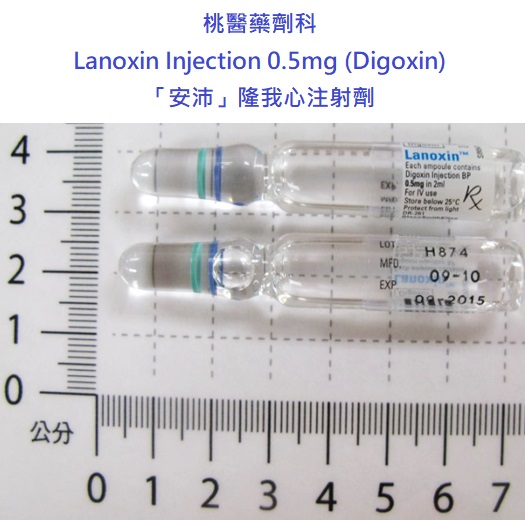 桃醫藥劑科
Lanoxin Injection 0.5mg (Digoxin)
「安沛」隆我心注射劑
Lanoxin™
Each ampoule contains
Digoxin Injection BP
0.5mg in 2ml
For IV use
Store below 25°C
Protect from light
EX
Rx
LOT H874
MFD. 09-10
EXP. 09-2015
4
3
2
1
0
公分
0 1 2 3 4 5 6 7